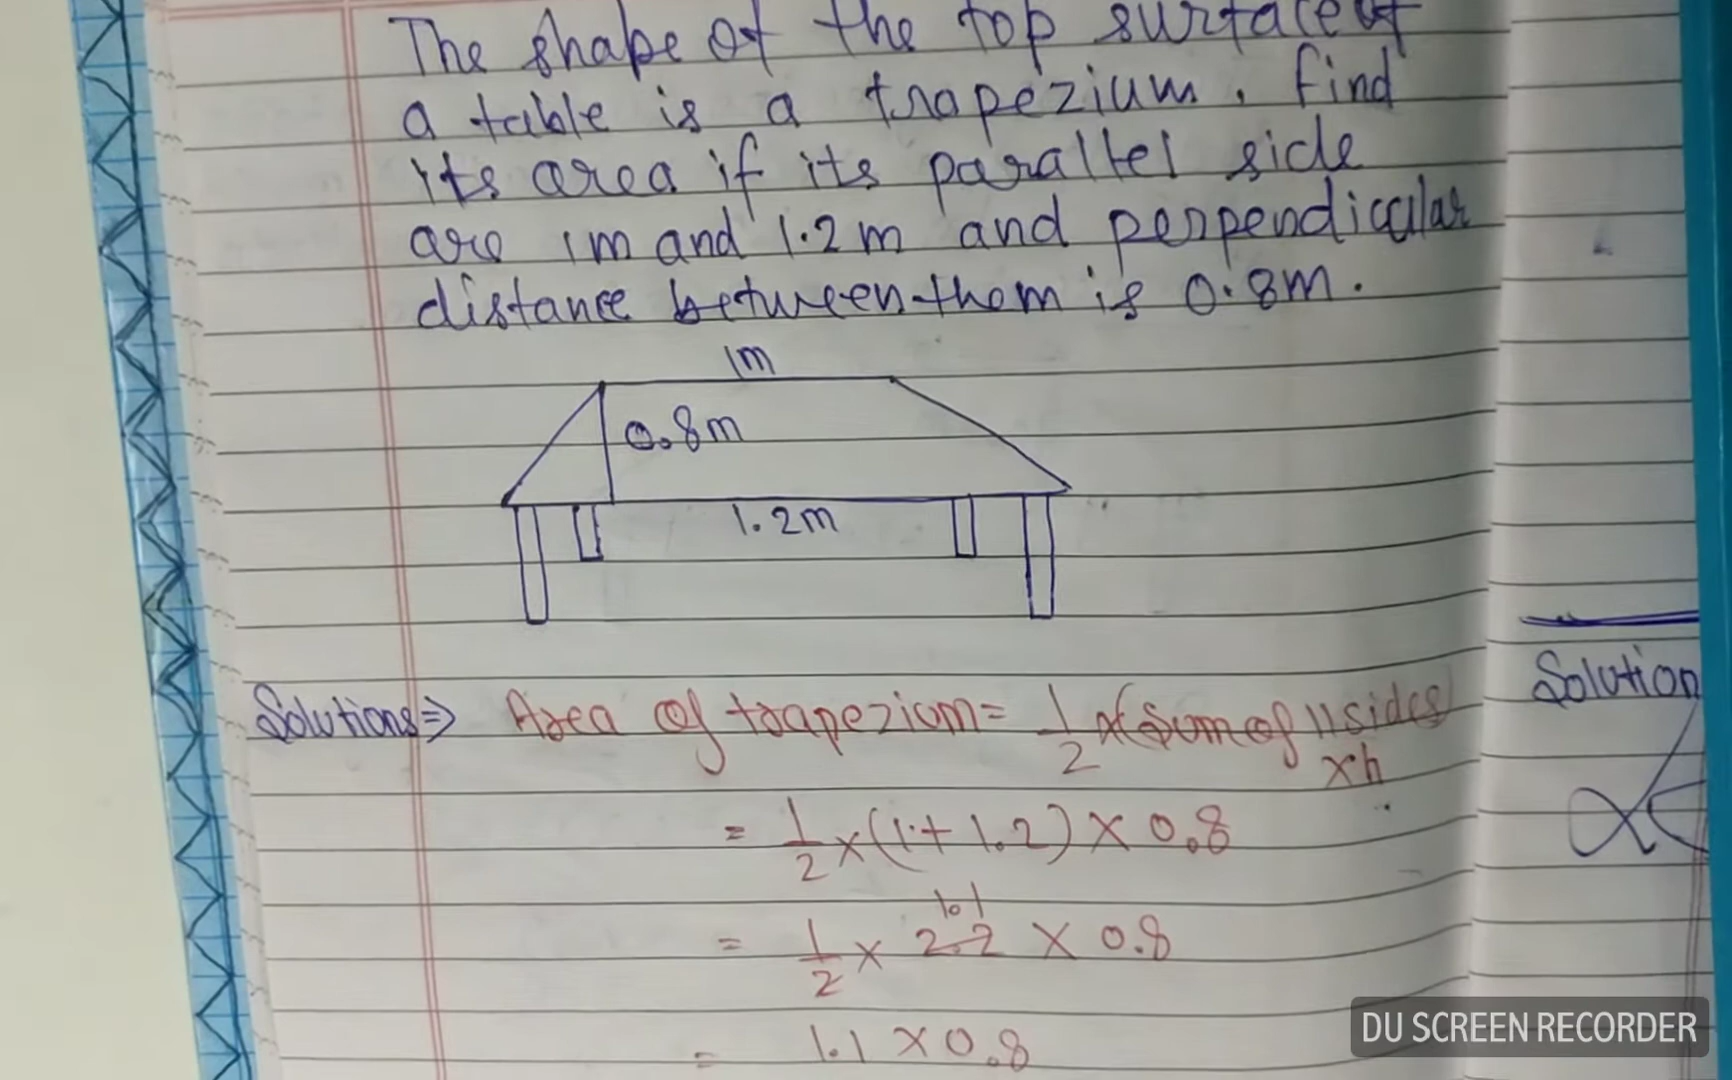 The shape of the top surface of
a table is a trapezium. Find
its area if its parallel side
are 1m and 1.2m and perpendicular
distance between them is 0.8m.
1m
0.8m
1.2m
Solutions⇒ Area of trapezium = 1/2 × (Sum of || sides
× h
= 1/2 × (1 + 1.2) × 0.8
1.1
= 1/2 × 2.2 × 0.8
= 1.1 × 0.8
Solution
DU SCREEN RECORDER